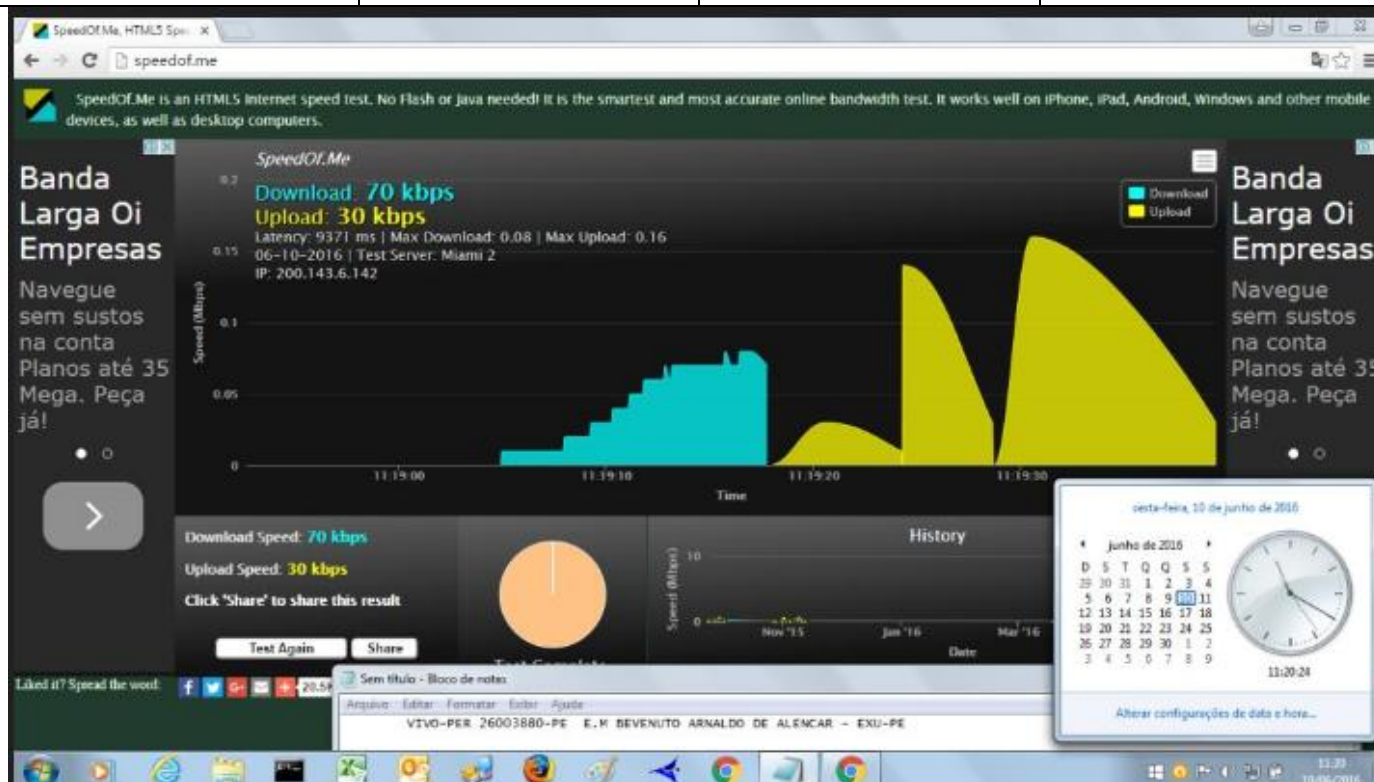 SpeedOf.Me, HTML5 Spe
speedof.me
SpeedOf.Me is an HTML5 Internet speed test. No Flash or Java needed! It is the smartest and most accurate online bandwidth test. It works well on iPhone, iPad, Android, Windows and other mobile
devices, as well as desktop computers.
Banda
Larga Oi
Empresas
Navegue
sem sustos
na conta
Planos até 35
Mega. Peça
já!
SpeedOf.Me
Download: 70 kbps
Upload: 30 kbps
Latency: 9371 ms | Max Download: 0.08 | Max Upload: 0.16
06-10-2016 | Test Server: Miami 2
IP: 200.143.6.142
Download
Upload
0.2
0.15
0.1
0.05
0
Speed (Mbps)
11:19:00 11:19:10 11:19:20 11:19:30
Time
Banda
Larga Oi
Empresas
Navegue
sem sustos
na conta
Planos até 35
Mega. Peça
já!
Download Speed: 70 kbps
Upload Speed: 30 kbps
Click 'Share' to share this result
Test Again Share
Test Complete
History
Speed (Mbps)
10
0
Nov '15 Jan '16 Mar '16
Date
sexta-feira, 10 de junho de 2016
junho de 2016
D S T Q Q S S
29 30 31 1 2 3 4
5 6 7 8 9 10 11
12 13 14 15 16 17 18
19 20 21 22 23 24 25
26 27 28 29 30 1 2
3 4 5 6 7 8 9
11:20:24
Alterar configurações de data e hora...
Liked it? Spread the word:
20.5K
Sem título - Bloco de notas
Arquivo Editar Formatar Exibir Ajuda
VIVO-PER 26003880-PE E.M BEVENUTO ARNALDO DE ALENCAR - EXU-PE
11:20
10/06/2016